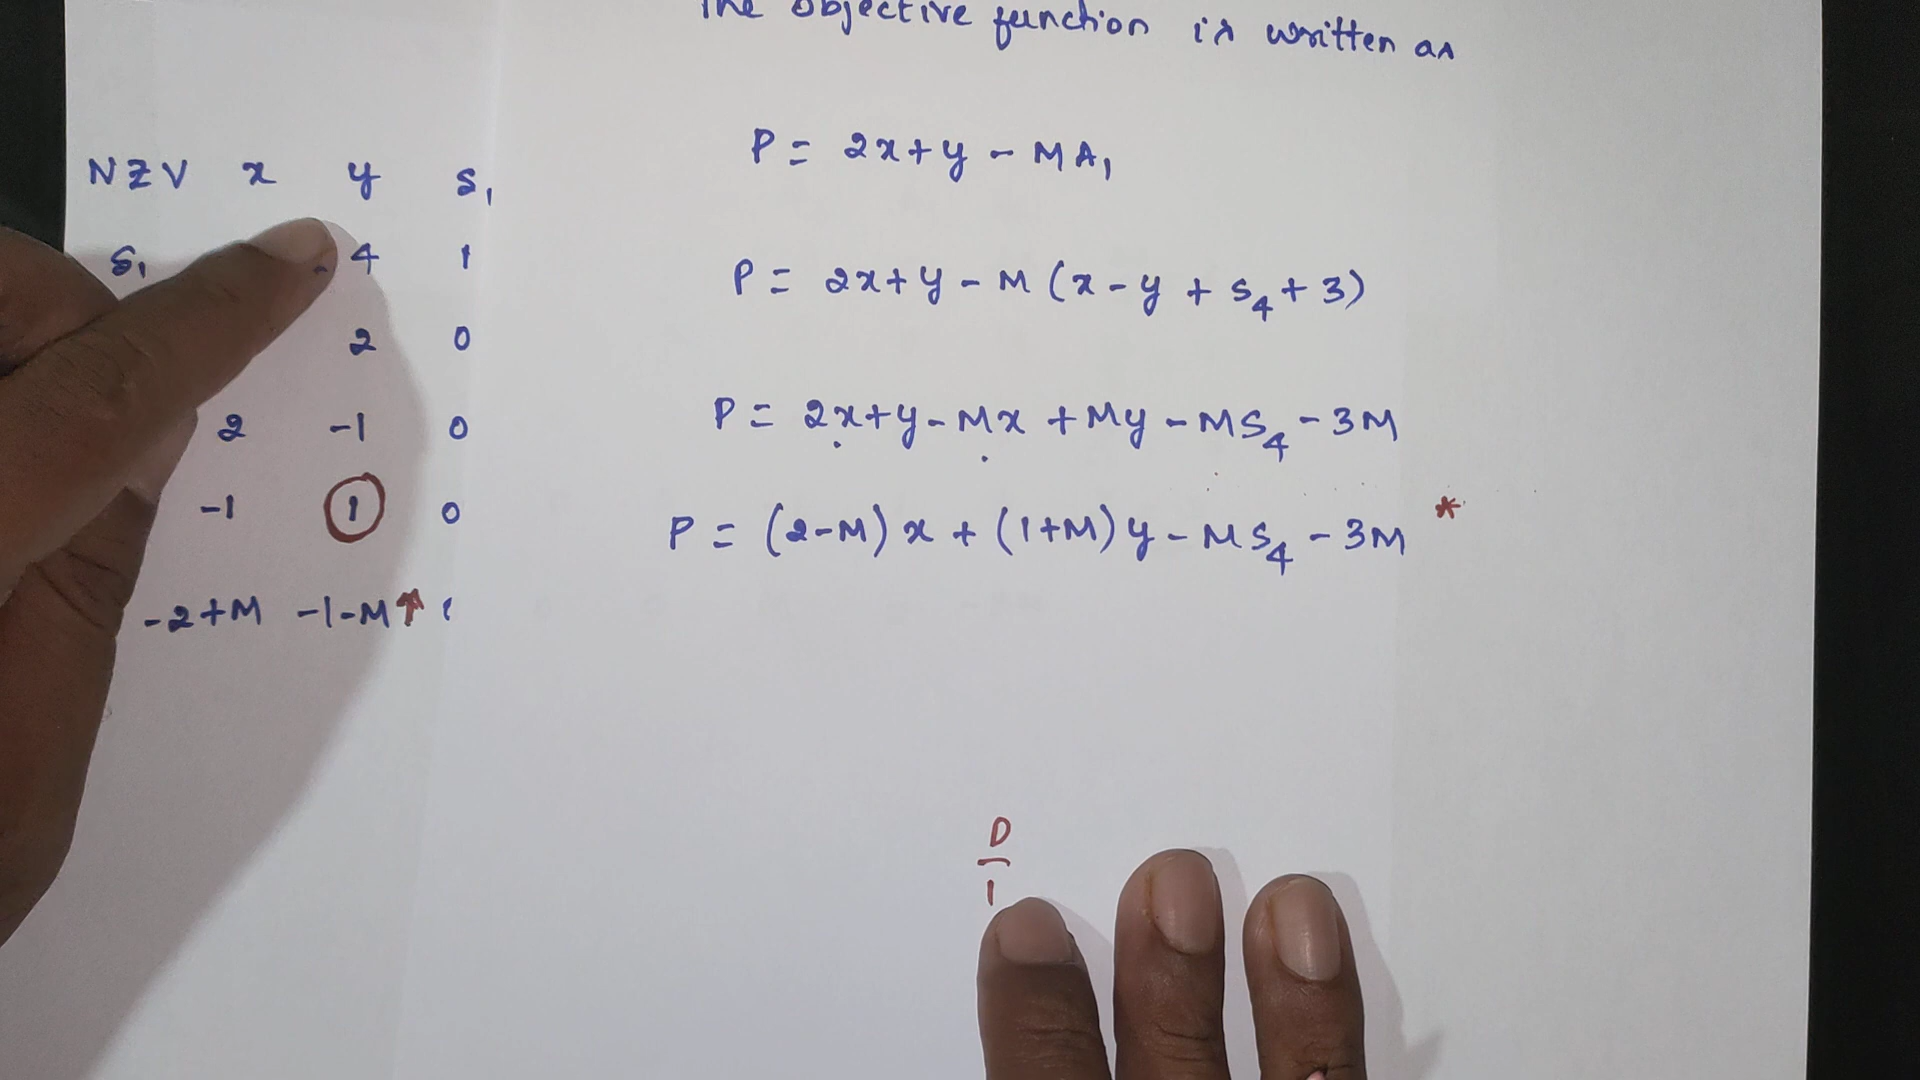 The objective function is written as
P = 2x + y - MA₁
P = 2x + y - M (x - y + S₄ + 3)
P = 2x + y - Mx + My - MS₄ - 3M
P = (2-M) x + (1+M) y - MS₄ - 3M *
NZV x y S₁
S₁ - 4 1
2 0
2 -1 0
-1 1 0
-2+M -1-M ↑
D
1